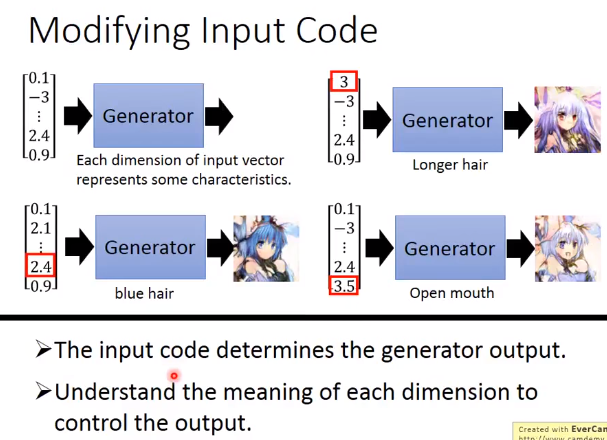 Modifying Input Code
0.1
−3
⋮
2.4
0.9
Generator
Each dimension of input vector
represents some characteristics.
3
−3
⋮
2.4
0.9
Generator
Longer hair
0.1
2.1
⋮
2.4
0.9
Generator
blue hair
0.1
−3
⋮
2.4
3.5
Generator
Open mouth
➢The input code determines the generator output.
➢Understand the meaning of each dimension to
control the output.
Created with EverCam